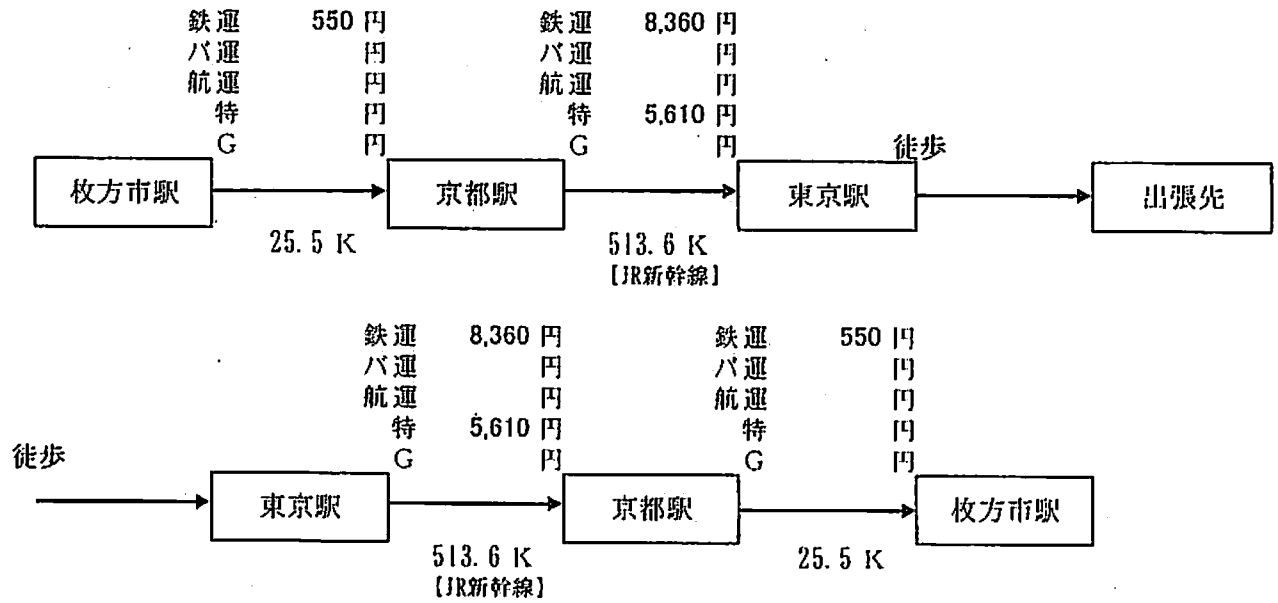 鉄運 550 円 鉄運 8,360 円
バ運 円 バ運 円
航運 円 航運 円
特 円 特 5,610 円
G 円 G 円
徒歩
枚方市駅 京都駅 東京駅 出張先
25.5 K 513.6 K
【JR新幹線】
鉄運 8,360 円 鉄運 550 円
バ運 円 バ運 円
航運 円 航運 円
特 5,610 円 特 円
G 円 G 円
徒歩
東京駅 京都駅 枚方市駅
513.6 K 25.5 K
【JR新幹線】